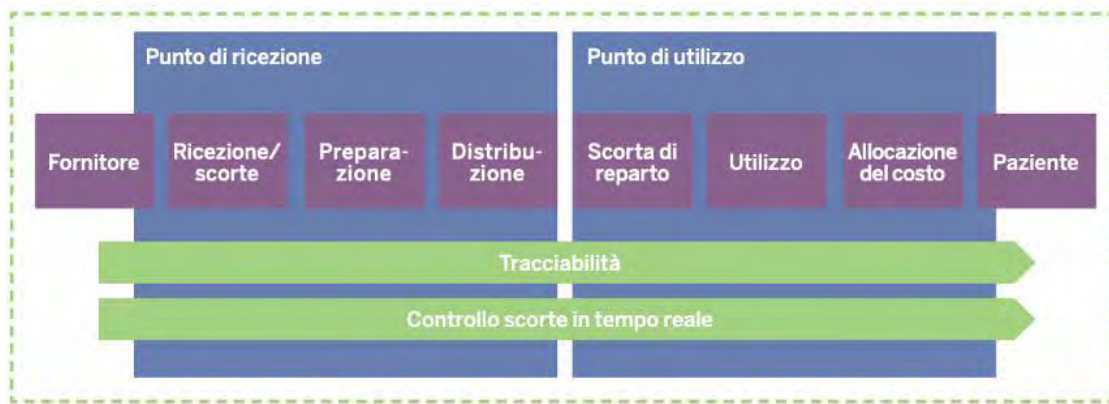 Punto di ricezione
Punto di utilizzo
Fornitore
Ricezione/
scorte
Prepara-
zione
Distribu-
zione
Scorta di
reparto
Utilizzo
Allocazione
del costo
Paziente
Tracciabilità
Controllo scorte in tempo reale